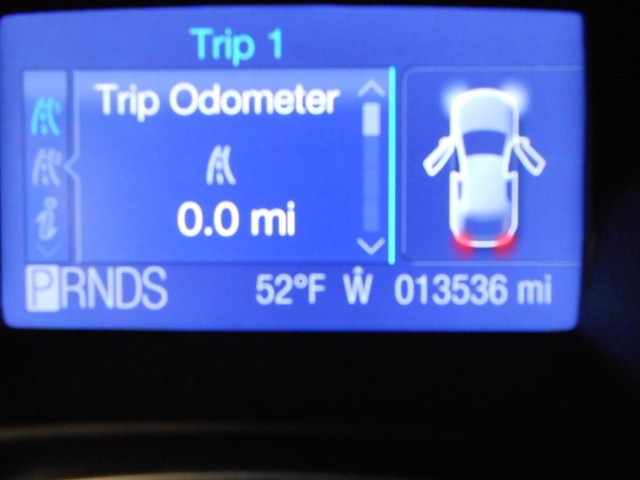 Trip 1
Trip Odometer
i
0.0 mi
PRNDS 52°F W 013536 mi